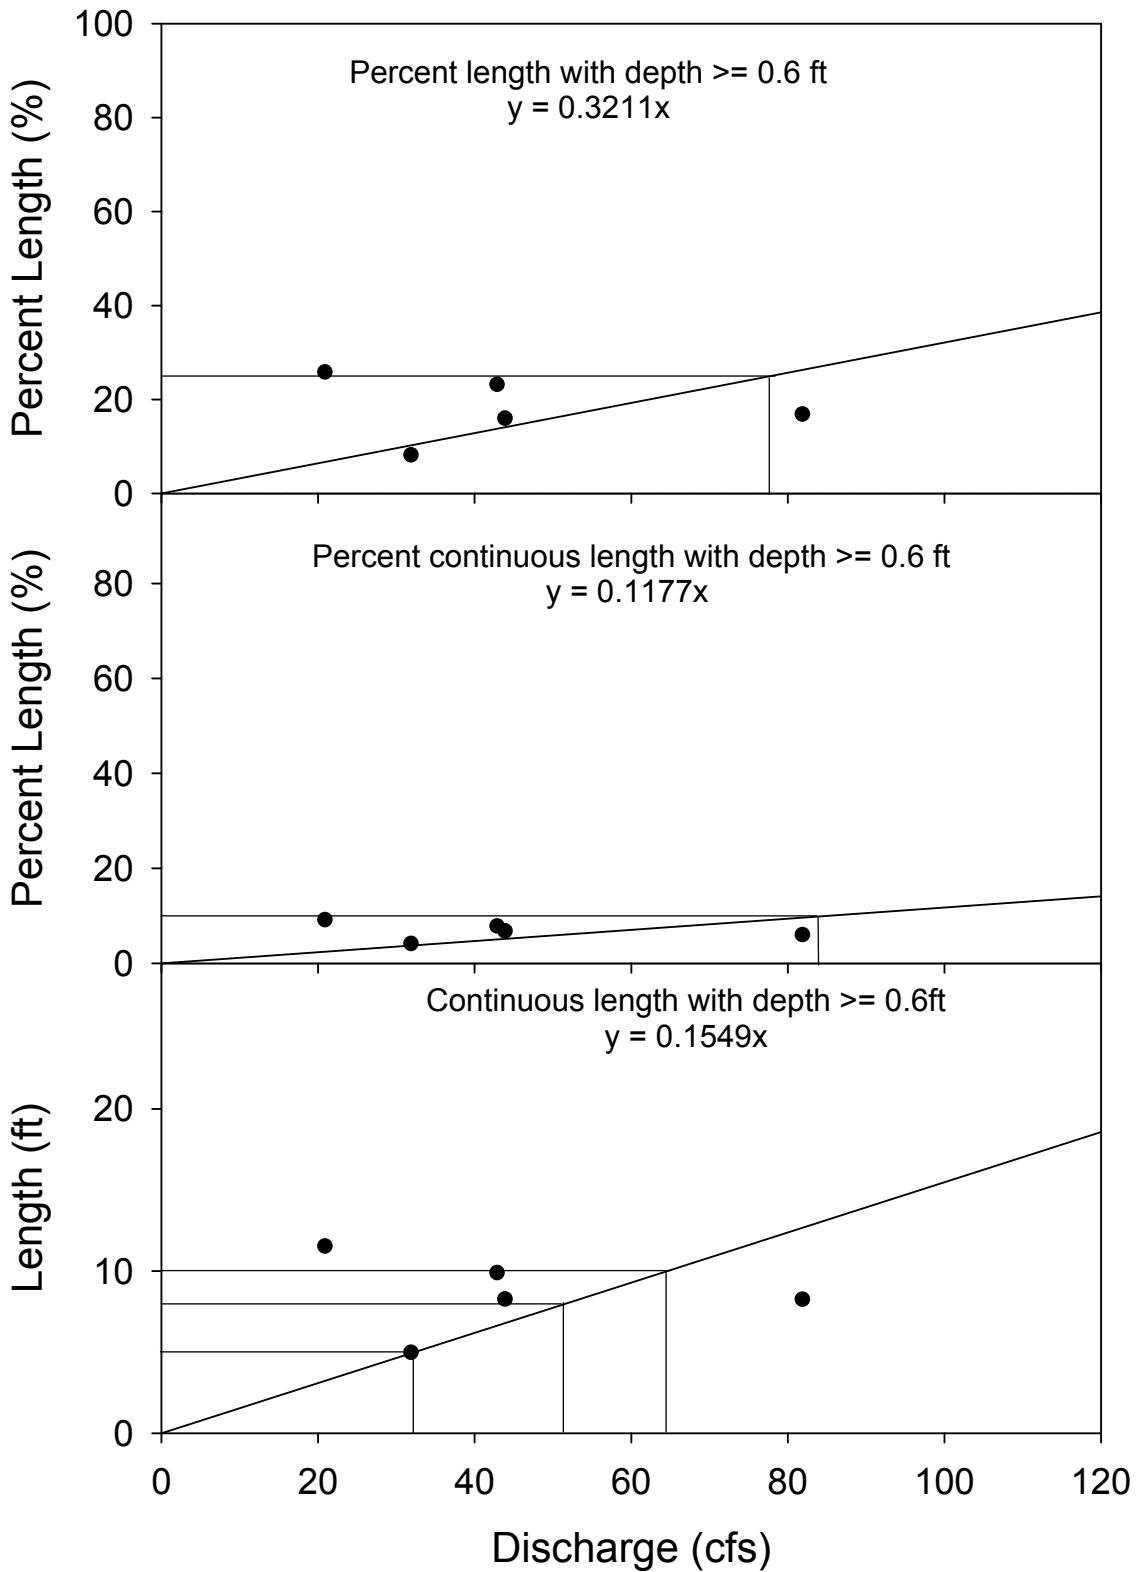 Percent length with depth >= 0.6 ft
y = 0.3211x
Percent Length (%)
100
80
60
40
20
0
Percent continuous length with depth >= 0.6 ft
y = 0.1177x
Percent Length (%)
80
60
40
20
0
Continuous length with depth >= 0.6ft
y = 0.1549x
Length (ft)
20
10
0
0 20 40 60 80 100 120
Discharge (cfs)